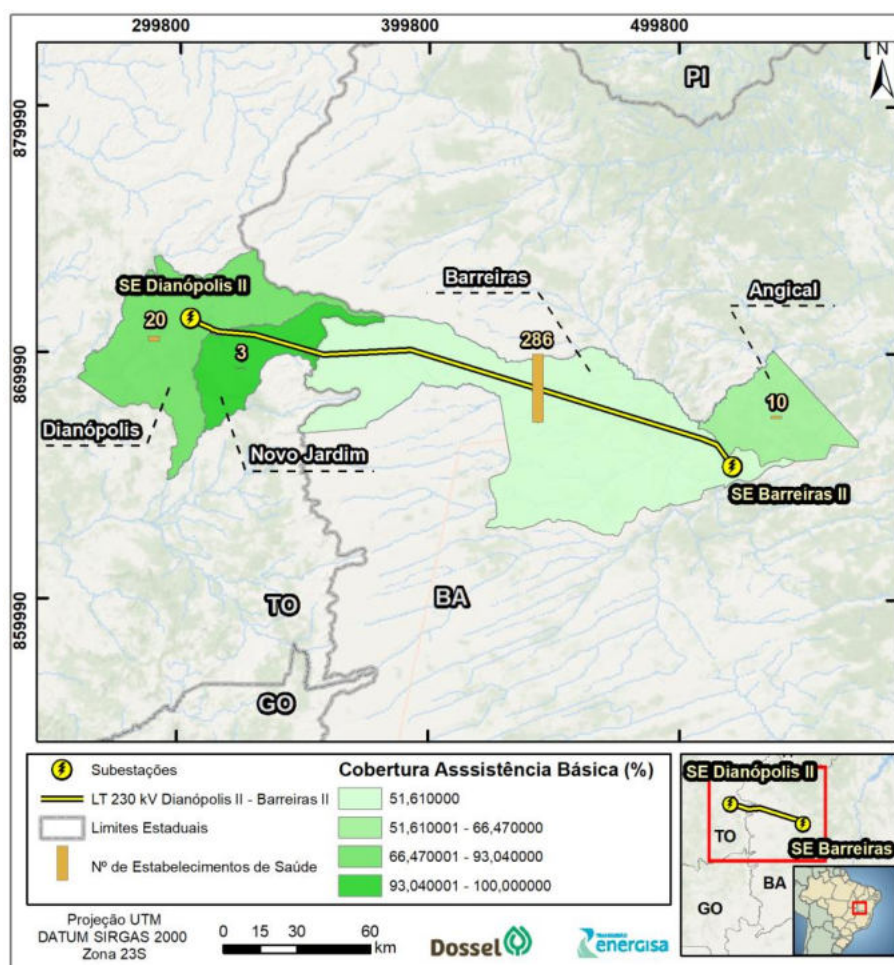 299800
399800
499800
N
PI
879990
SE Dianópolis II
Barreiras
Angical
20
3
286
10
869990
Dianópolis
Novo Jardim
SE Barreiras II
TO
BA
859990
GO
Subestações
LT 230 kV Dianópolis II - Barreiras II
Limites Estaduais
Nº de Estabelecimentos de Saúde
Cobertura Asssistência Básica (%)
51,610000
51,610001 - 66,470000
66,470001 - 93,040000
93,040001 - 100,000000
SE Dianópolis II
TO
SE Barreiras
BA
GO
BRASIL
Projeção UTM
DATUM SIRGAS 2000
Zona 23S
0 15 30 60
km
Dossel
energisa